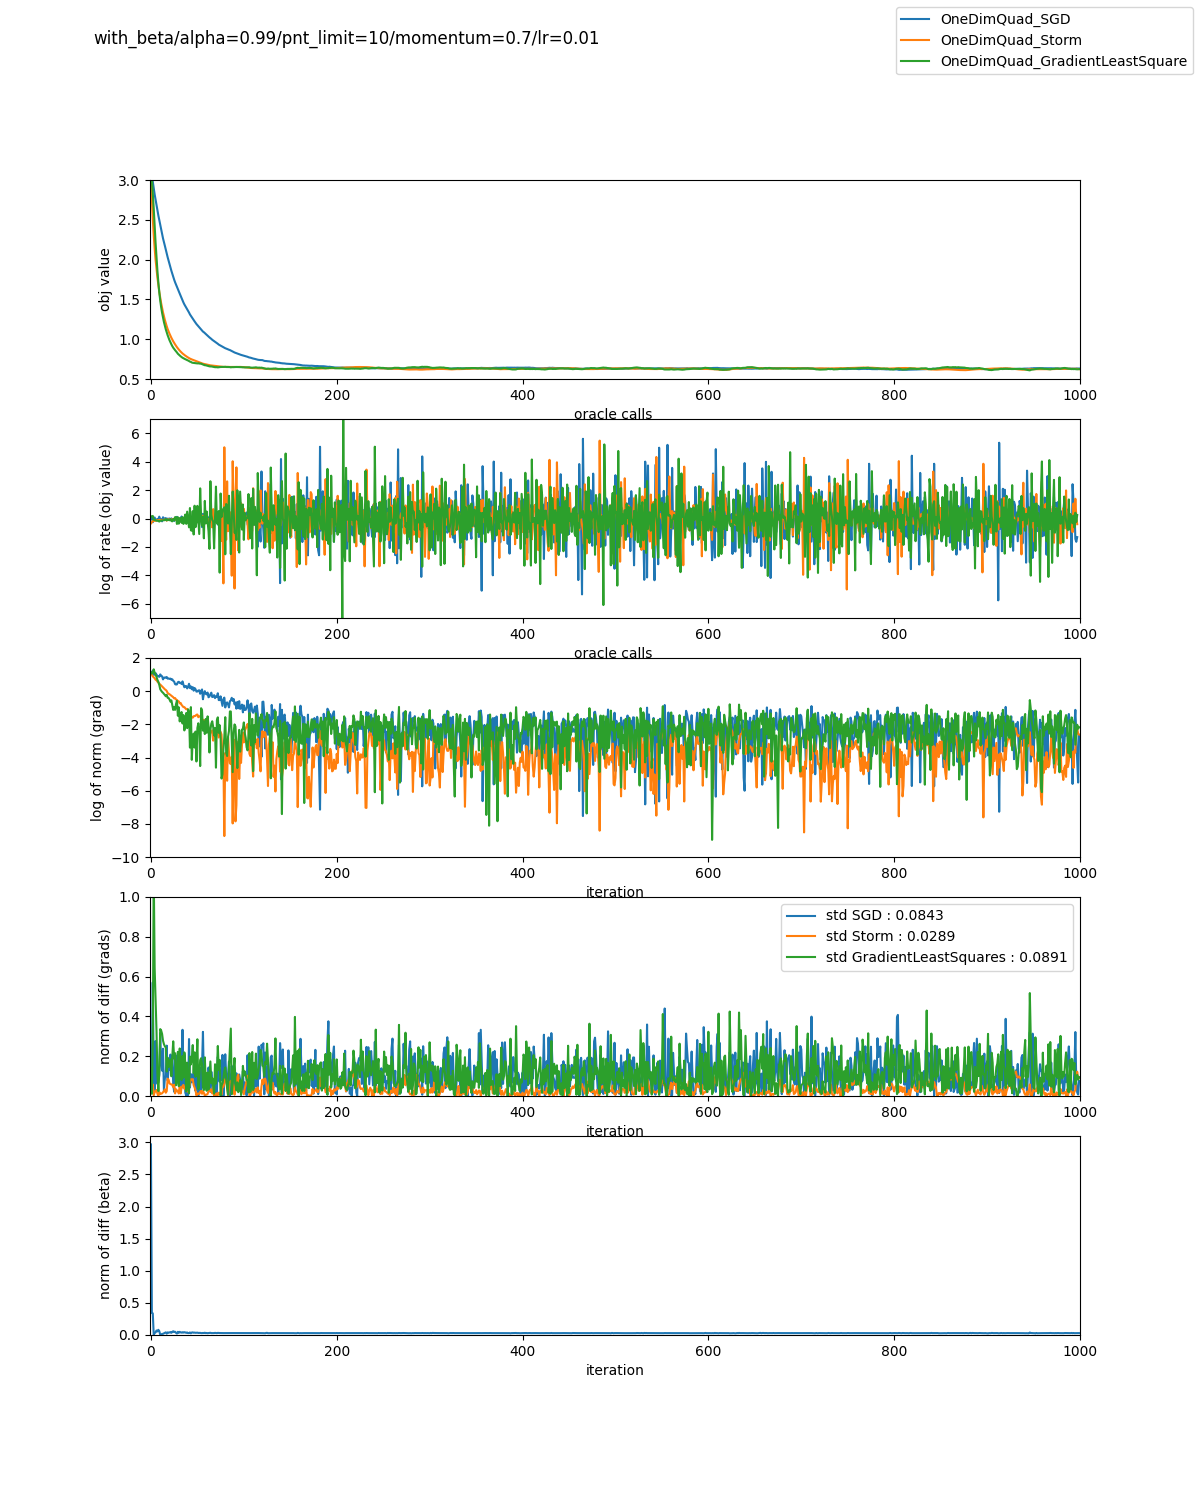 with_beta/alpha=0.99/pnt_limit=10/momentum=0.7/lr=0.01
OneDimQuad_SGD
OneDimQuad_Storm
OneDimQuad_GradientLeastSquare
obj value
3.0
2.5
2.0
1.5
1.0
0.5
0 200 400 600 800 1000
oracle calls
log of rate (obj value)
6
4
2
0
−2
−4
−6
0 200 400 600 800 1000
oracle calls
log of norm (grad)
2
0
−2
−4
−6
−8
−10
0 200 400 600 800 1000
iteration
norm of diff (grads)
1.0
0.8
0.6
0.4
0.2
0.0
std SGD : 0.0843
std Storm : 0.0289
std GradientLeastSquares : 0.0891
0 200 400 600 800 1000
iteration
norm of diff (beta)
3.0
2.5
2.0
1.5
1.0
0.5
0.0
0 200 400 600 800 1000
iteration